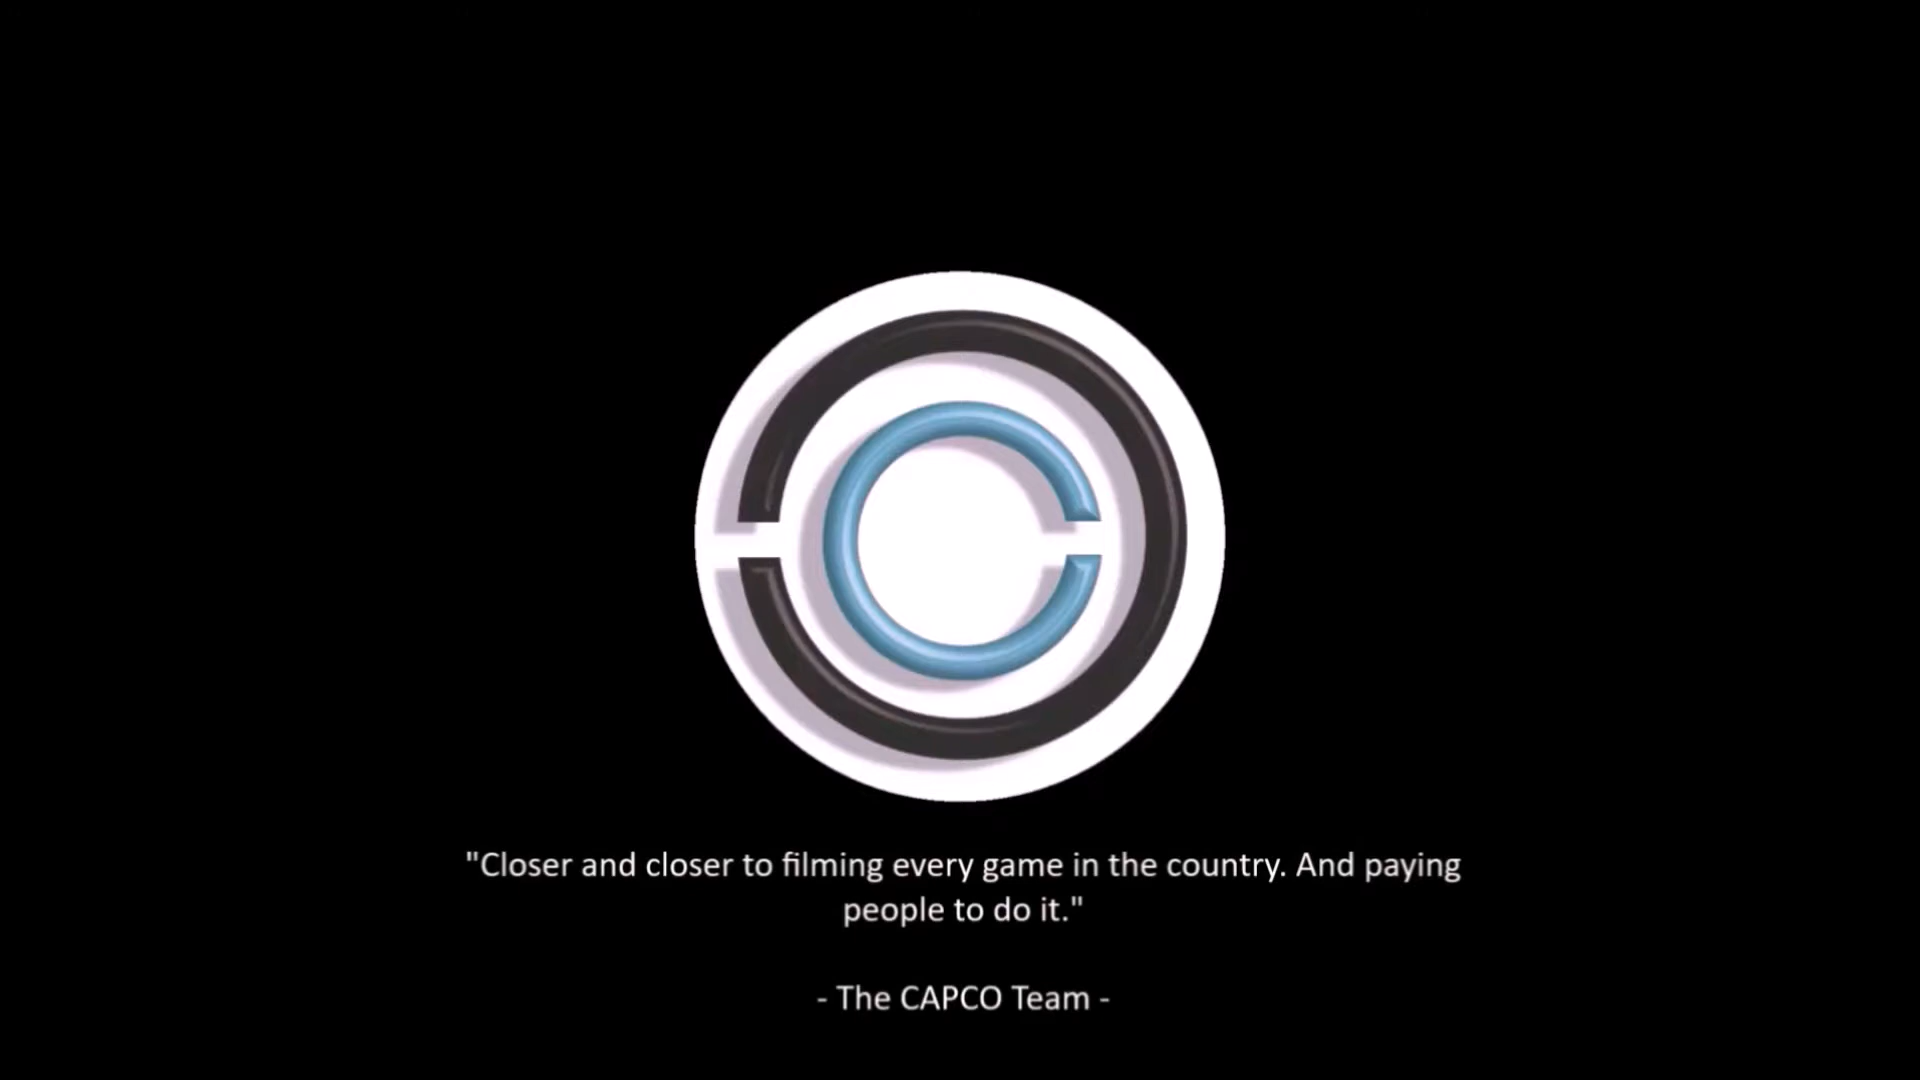 "Closer and closer to filming every game in the country. And paying
people to do it."
- The CAPCO Team -